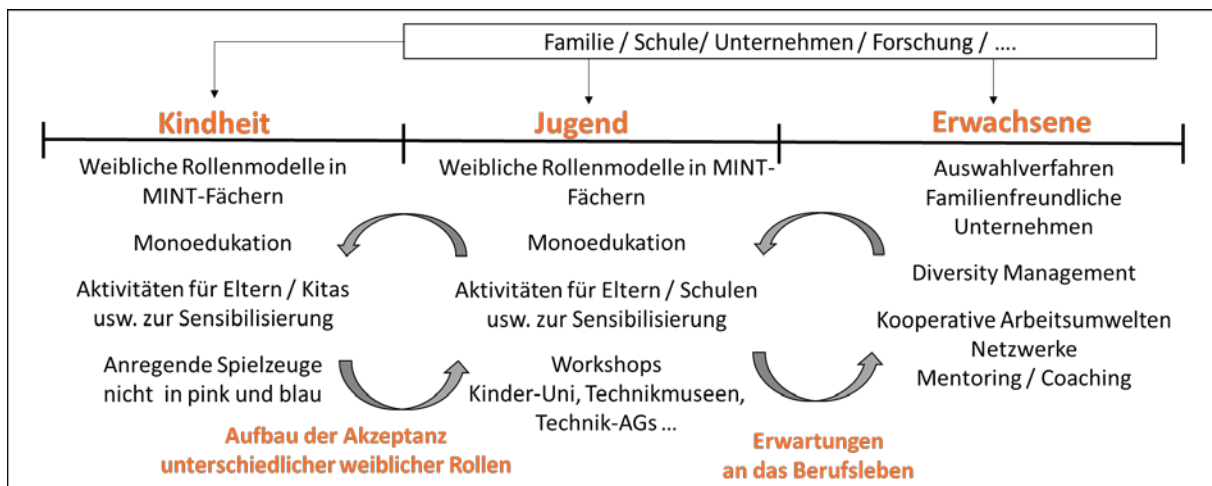 Familie / Schule/ Unternehmen / Forschung / ....
Kindheit
Weibliche Rollenmodelle in
MINT-Fächern
Monoedukation
Aktivitäten für Eltern / Kitas
usw. zur Sensibilisierung
Anregende Spielzeuge
nicht in pink und blau
Jugend
Weibliche Rollenmodelle in MINT-
Fächern
Monoedukation
Aktivitäten für Eltern / Schulen
usw. zur Sensibilisierung
Workshops
Kinder-Uni, Technikmuseen,
Technik-AGs ...
Erwachsene
Auswahlverfahren
Familienfreundliche
Unternehmen
Diversity Management
Kooperative Arbeitsumwelten
Netzwerke
Mentoring / Coaching
Aufbau der Akzeptanz
unterschiedlicher weiblicher Rollen
Erwartungen
an das Berufsleben